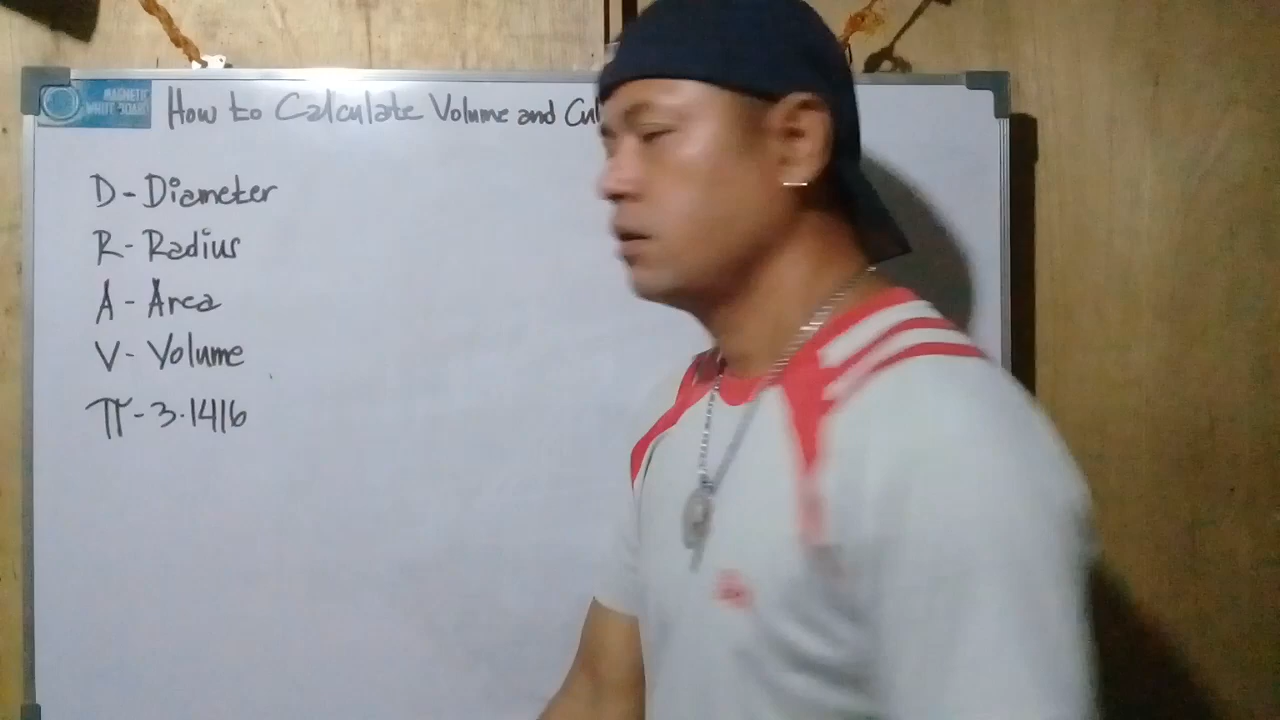 MAGNETIC
WHITE BOARD
How to Calculate Volume and
D - Diameter
R - Radius
A - Area
V - Volume
π - 3.1416